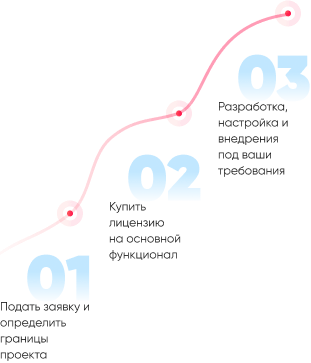 03
Разработка,
настройка и
внедрения
под ваши
требования
02
Купить
лицензию
на основной
функционал
01
Подать заявку и
определить
границы
проекта